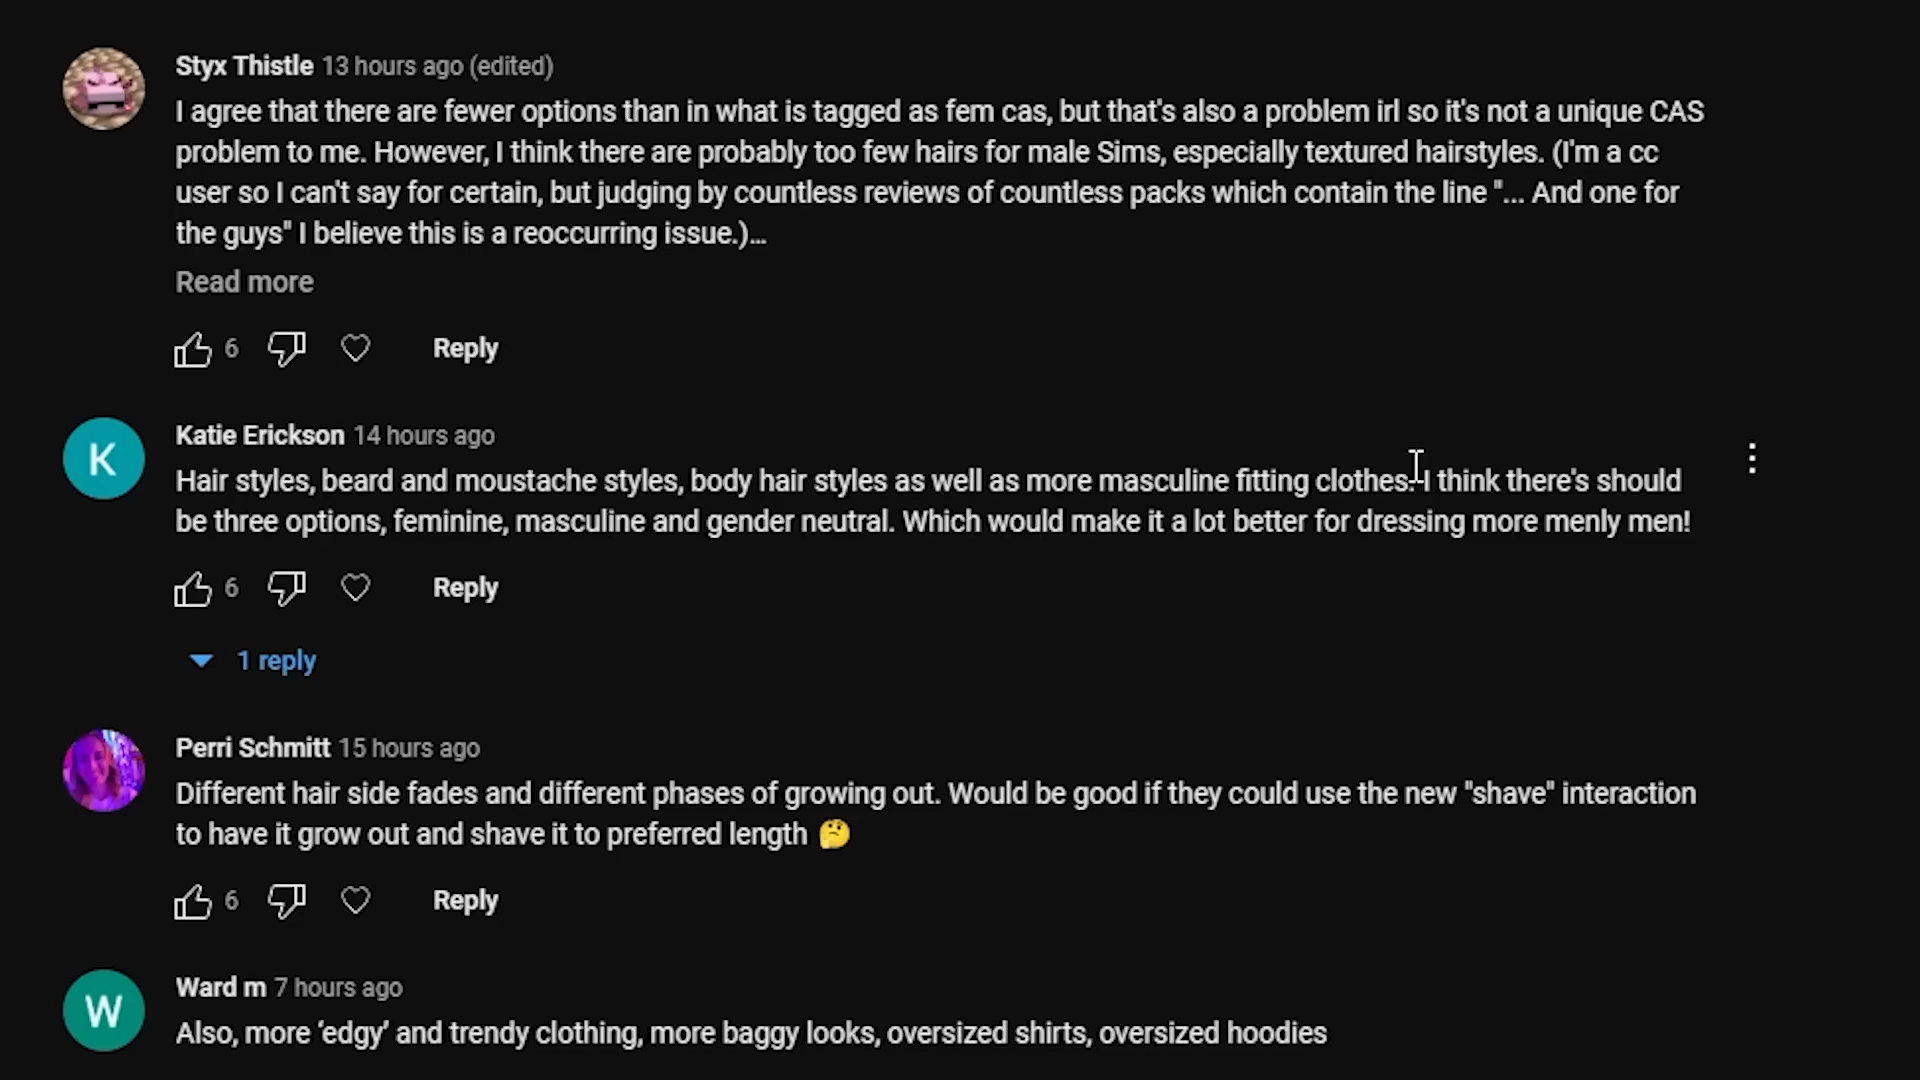 Styx Thistle 13 hours ago (edited)
I agree that there are fewer options than in what is tagged as fem cas, but that's also a problem irl so it's not a unique CAS
problem to me. However, I think there are probably too few hairs for male Sims, especially textured hairstyles. (I'm a cc
user so I can't say for certain, but judging by countless reviews of countless packs which contain the line "... And one for
the guys" I believe this is a reoccurring issue.)...
Read more
6 Reply
K
Katie Erickson 14 hours ago
Hair styles, beard and moustache styles, body hair styles as well as more masculine fitting clothes. I think there's should
be three options, feminine, masculine and gender neutral. Which would make it a lot better for dressing more menly men!
6 Reply
1 reply
Perri Schmitt 15 hours ago
Different hair side fades and different phases of growing out. Would be good if they could use the new "shave" interaction
to have it grow out and shave it to preferred length 🤔
6 Reply
W
Ward m 7 hours ago
Also, more ‘edgy’ and trendy clothing, more baggy looks, oversized shirts, oversized hoodies